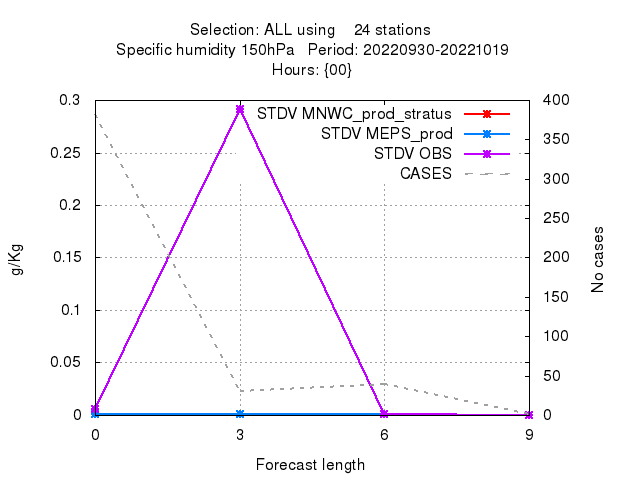 Selection: ALL using    24 stations
Specific humidity 150hPa   Period: 20220930-20221019
Hours: {00}
STDV MNWC_prod_stratus
STDV MEPS_prod
STDV OBS
CASES
0.3
0.25
0.2
0.15
0.1
0.05
0
g/Kg
400
350
300
250
200
150
100
50
0
No cases
0 3 6 9
Forecast length